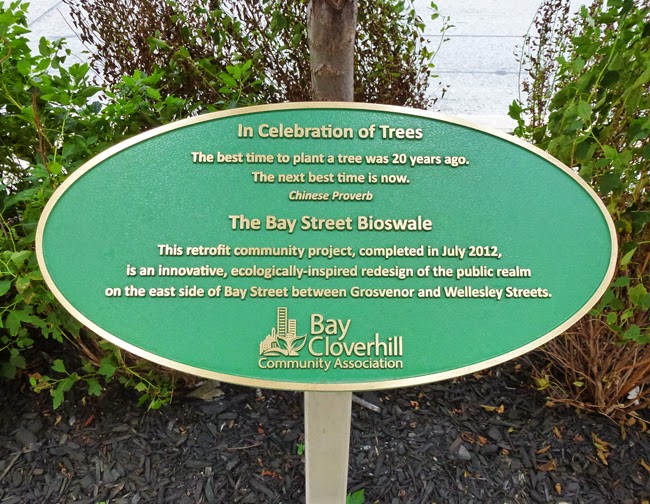 In Celebration of Trees
The best time to plant a tree was 20 years ago.
The next best time is now.
Chinese Proverb
The Bay Street Bioswale
This retrofit community project, completed in July 2012,
is an innovative, ecologically-inspired redesign of the public realm
on the east side of Bay Street between Grosvenor and Wellesley Streets.
Bay
Cloverhill
Community Association